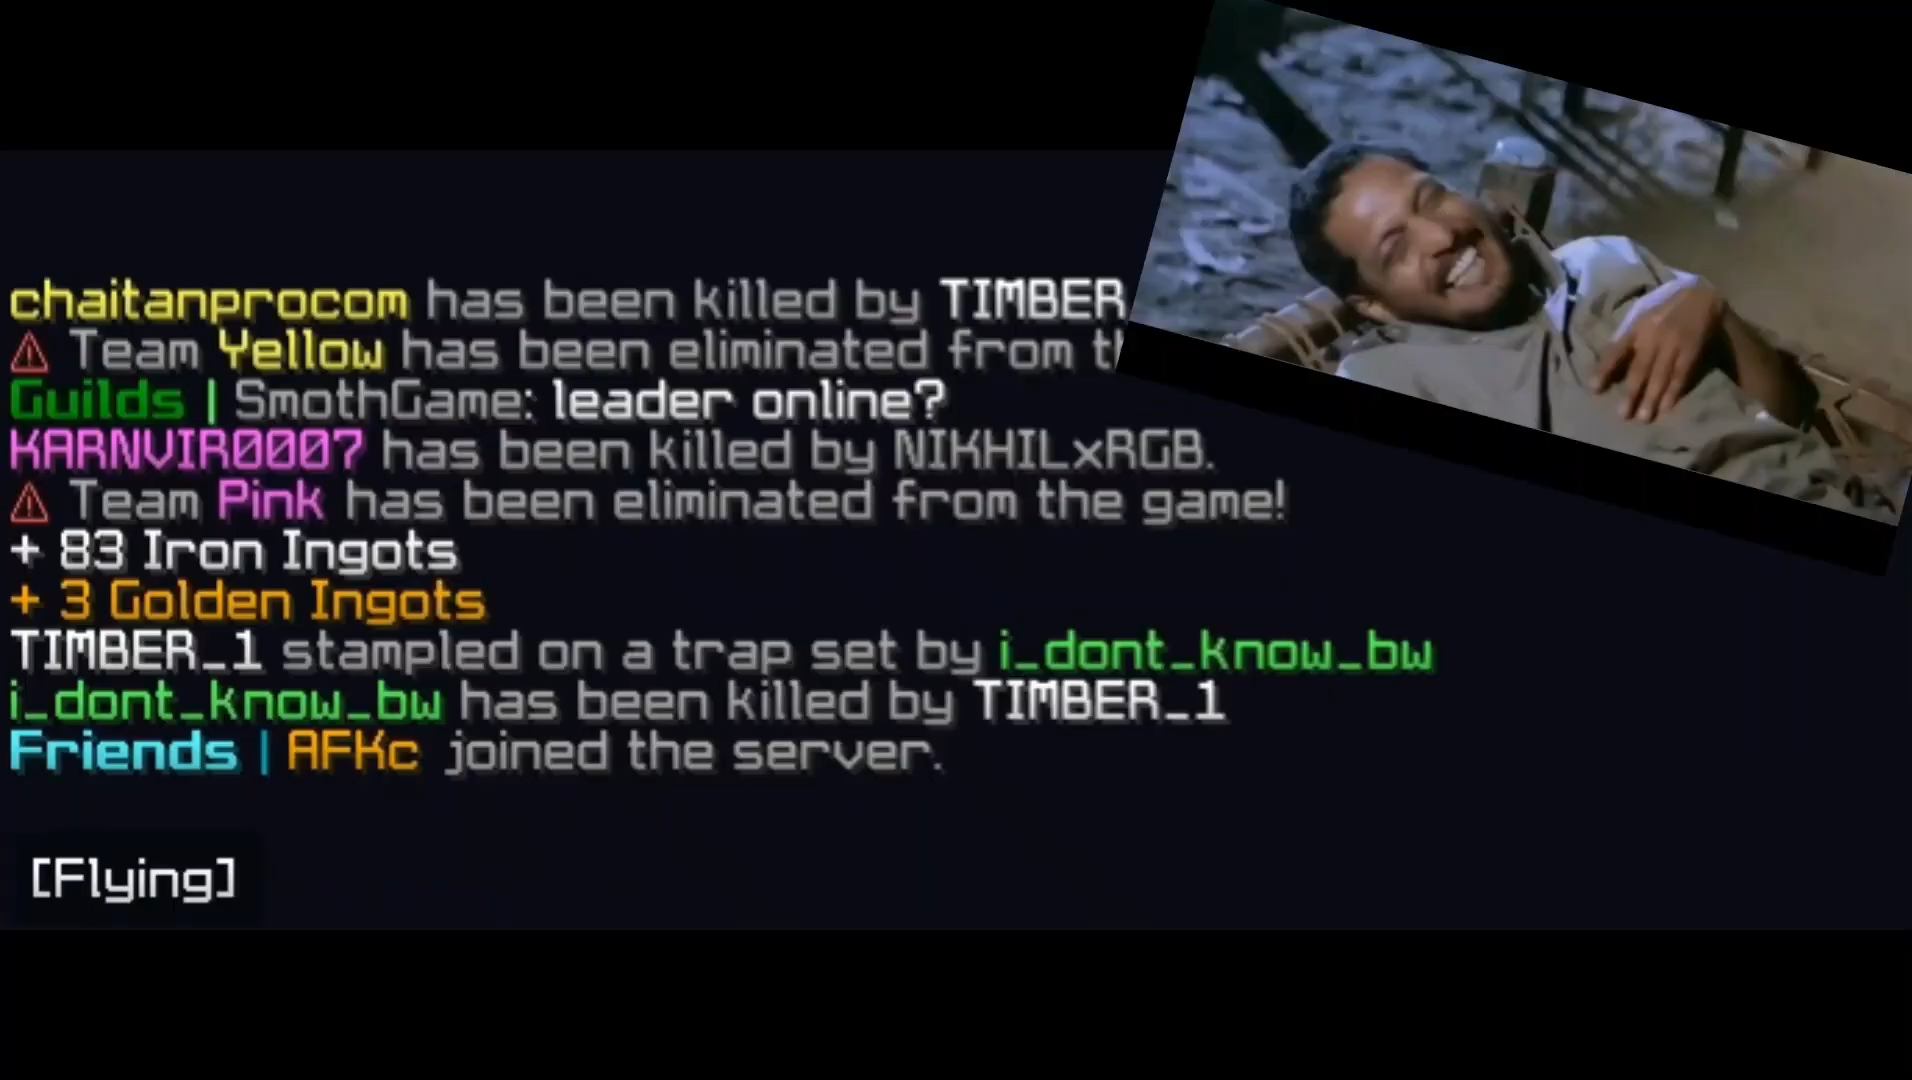 chaitanprocom has been killed by TIMBER
⚠ Team Yellow has been eliminated from
Guilds | SmothGame: leader online?
KARNVIR0007 has been killed by NIKHILxRGB.
⚠ Team Pink has been eliminated from the game!
+ 83 Iron Ingots
+ 3 Golden Ingots
TIMBER_1 stampled on a trap set by i_dont_know_bw
i_dont_know_bw has been killed by TIMBER_1
Friends | AFKc joined the server.
[Flying]